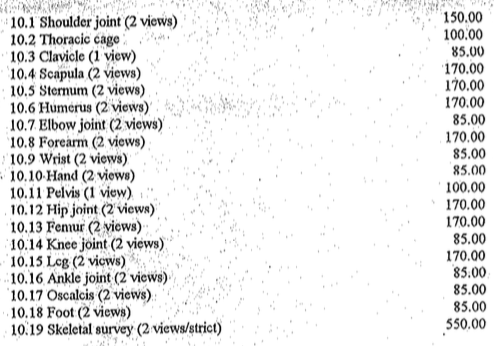 10.1 Shoulder joint (2 views) 150.00
10.2 Thoracic cage 100.00
10.3 Clavicle (1 view) 85.00
10.4 Scapula (2 views) 170.00
10.5 Sternum (2 views) 170.00
10.6 Humerus (2 views) 170.00
10.7 Elbow joint (2 views) 85.00
10.8 Forearm (2 views) 170.00
10.9 Wrist (2 views) 85.00
10.10 Hand (2 views) 85.00
10.11 Pelvis (1 view) 100.00
10.12 Hip joint (2 views) 170.00
10.13 Femur (2 views) 170.00
10.14 Knee joint (2 views) 85.00
10.15 Leg (2 views) 170.00
10.16 Ankle joint (2 views) 85.00
10.17 Oscalcis (2 views) 85.00
10.18 Foot (2 views) 85.00
10.19 Skeletal survey (2 views/strict) 550.00